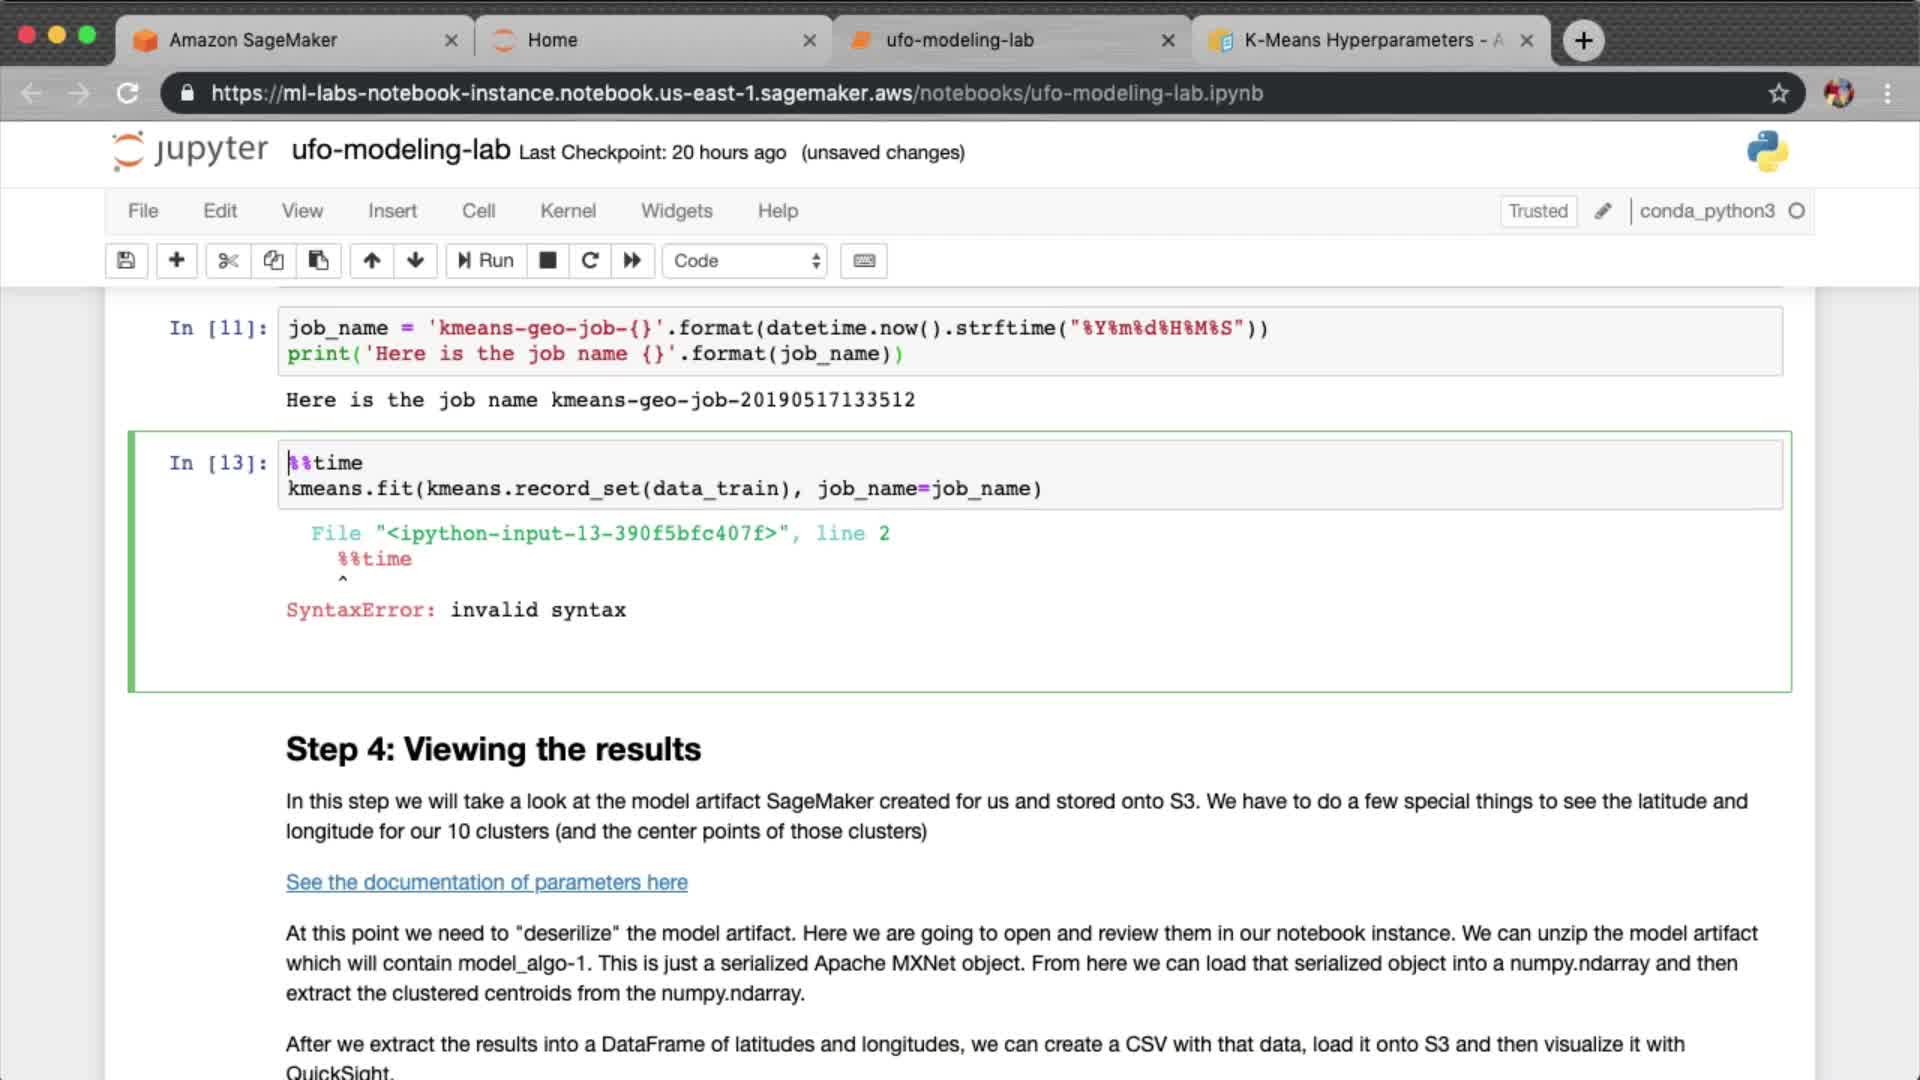 Amazon SageMaker
Home
ufo-modeling-lab
K-Means Hyperparameters - A
https://ml-labs-notebook-instance.notebook.us-east-1.sagemaker.aws/notebooks/ufo-modeling-lab.ipynb
jupyter ufo-modeling-lab Last Checkpoint: 20 hours ago (unsaved changes)
File Edit View Insert Cell Kernel Widgets Help Trusted conda_python3
Run Code
In [11]: job_name = 'kmeans-geo-job-{}'.format(datetime.now().strftime("%Y%m%d%H%M%S"))
print('Here is the job name {}'.format(job_name))
Here is the job name kmeans-geo-job-20190517133512
In [13]: %%time
kmeans.fit(kmeans.record_set(data_train), job_name=job_name)
File "<ipython-input-13-390f5bfc407f>", line 2
%%time
^
SyntaxError: invalid syntax
Step 4: Viewing the results
In this step we will take a look at the model artifact SageMaker created for us and stored onto S3. We have to do a few special things to see the latitude and
longitude for our 10 clusters (and the center points of those clusters)
See the documentation of parameters here
At this point we need to "deserilize" the model artifact. Here we are going to open and review them in our notebook instance. We can unzip the model artifact
which will contain model_algo-1. This is just a serialized Apache MXNet object. From here we can load that serialized object into a numpy.ndarray and then
extract the clustered centroids from the numpy.ndarray.
After we extract the results into a DataFrame of latitudes and longitudes, we can create a CSV with that data, load it onto S3 and then visualize it with
QuickSight.